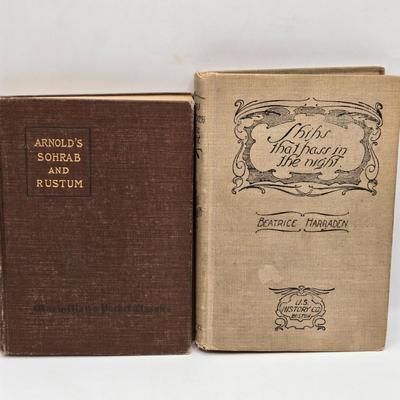 ARNOLD'S
SOHRAB
AND
RUSTUM
Macmillan's Pocket Classics
Ships
that pass in
the night.
BEATRICE HARRADEN
U.S.
HISTORY CO.
BOSTON